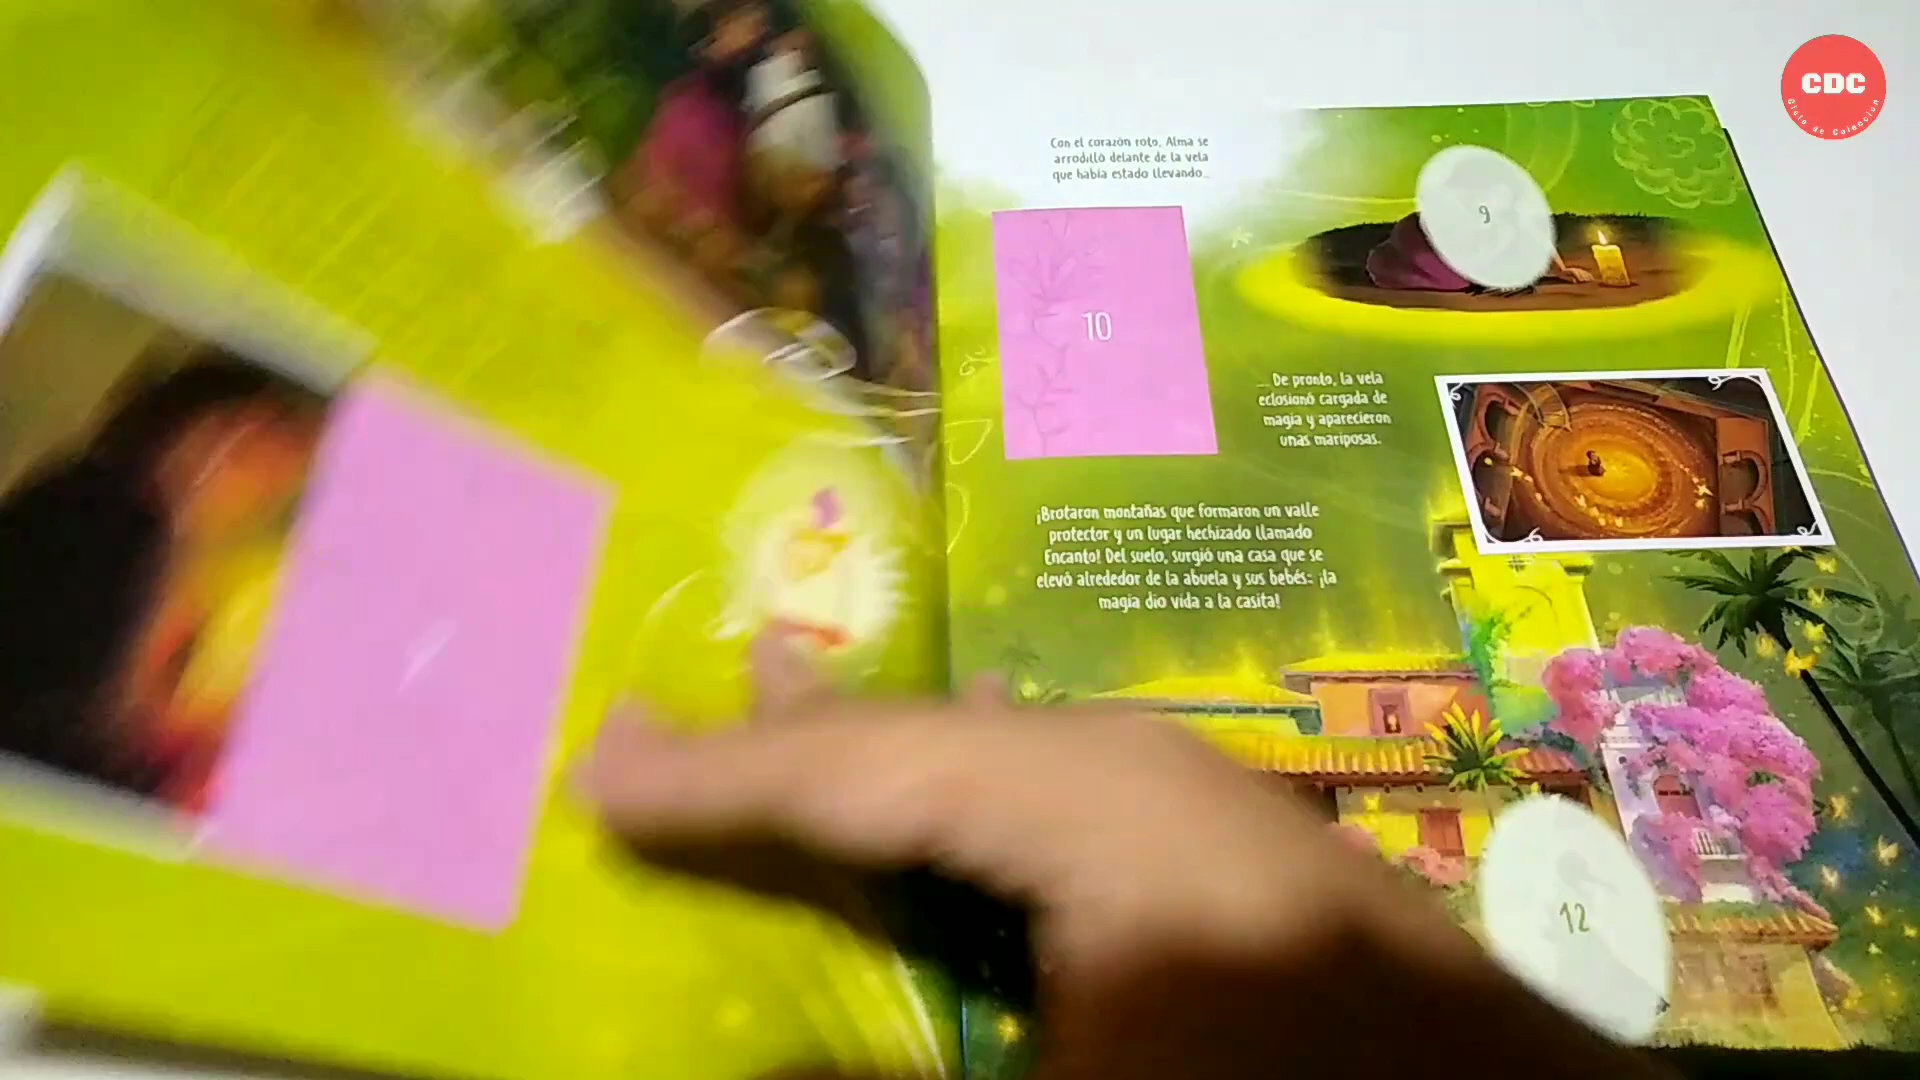 CDC
Ciclo de Colección
Con el corazón roto, Alma se
arrodilló delante de la vela
que había estado llevando...
9
10
... De pronto, la vela
eclosionó cargada de
magia y aparecieron
unas mariposas.
¡Brotaron montañas que formaron un valle
protector y un lugar hechizado llamado
Encanto! Del suelo, surgió una casa que se
elevó alrededor de la abuela y sus bebés: ¡la
magia dio vida a la casita!
12